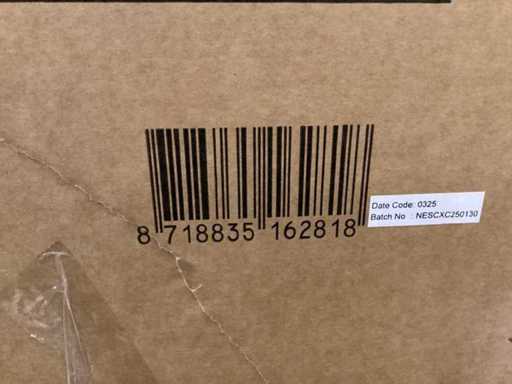 8 718835 162818
Date Code: 0325
Batch No : NESCXC250130